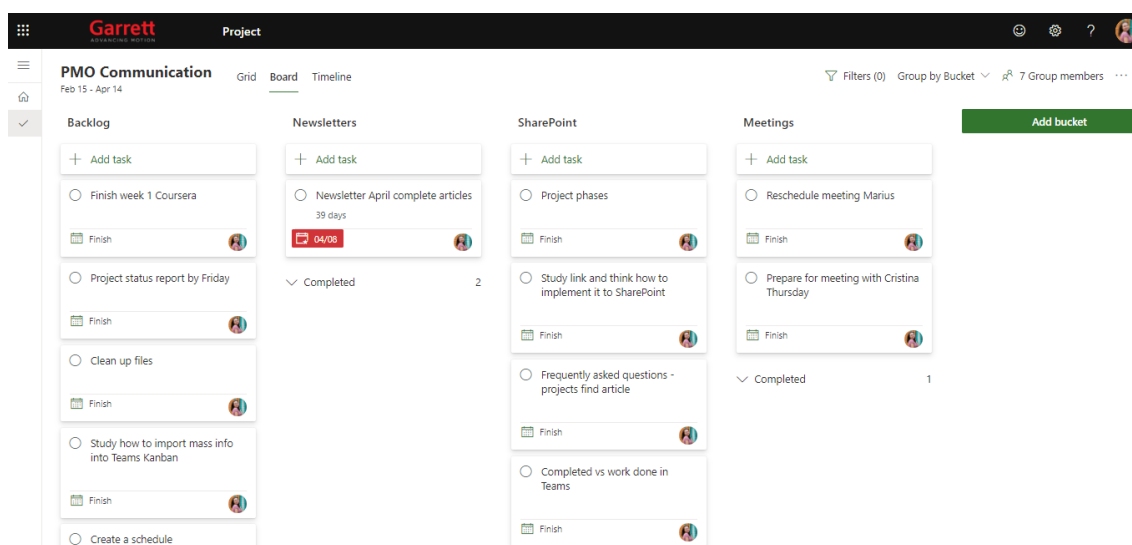 Garrett
ADVANCING MOTION
Project
?
PMO Communication
Feb 15 - Apr 14
Grid
Board
Timeline
Filters (0)
Group by Bucket
7 Group members
Backlog
Add task
Finish week 1 Coursera
Finish
Project status report by Friday
Finish
Clean up files
Finish
Study how to import mass info
into Teams Kanban
Finish
Create a schedule
Newsletters
Add task
Newsletter April complete articles
39 days
04/08
Completed 2
SharePoint
Add task
Project phases
Finish
Study link and think how to
implement it to SharePoint
Finish
Frequently asked questions -
projects find article
Finish
Completed vs work done in
Teams
Finish
Meetings
Add task
Reschedule meeting Marius
Finish
Prepare for meeting with Cristina
Thursday
Finish
Completed 1
Add bucket